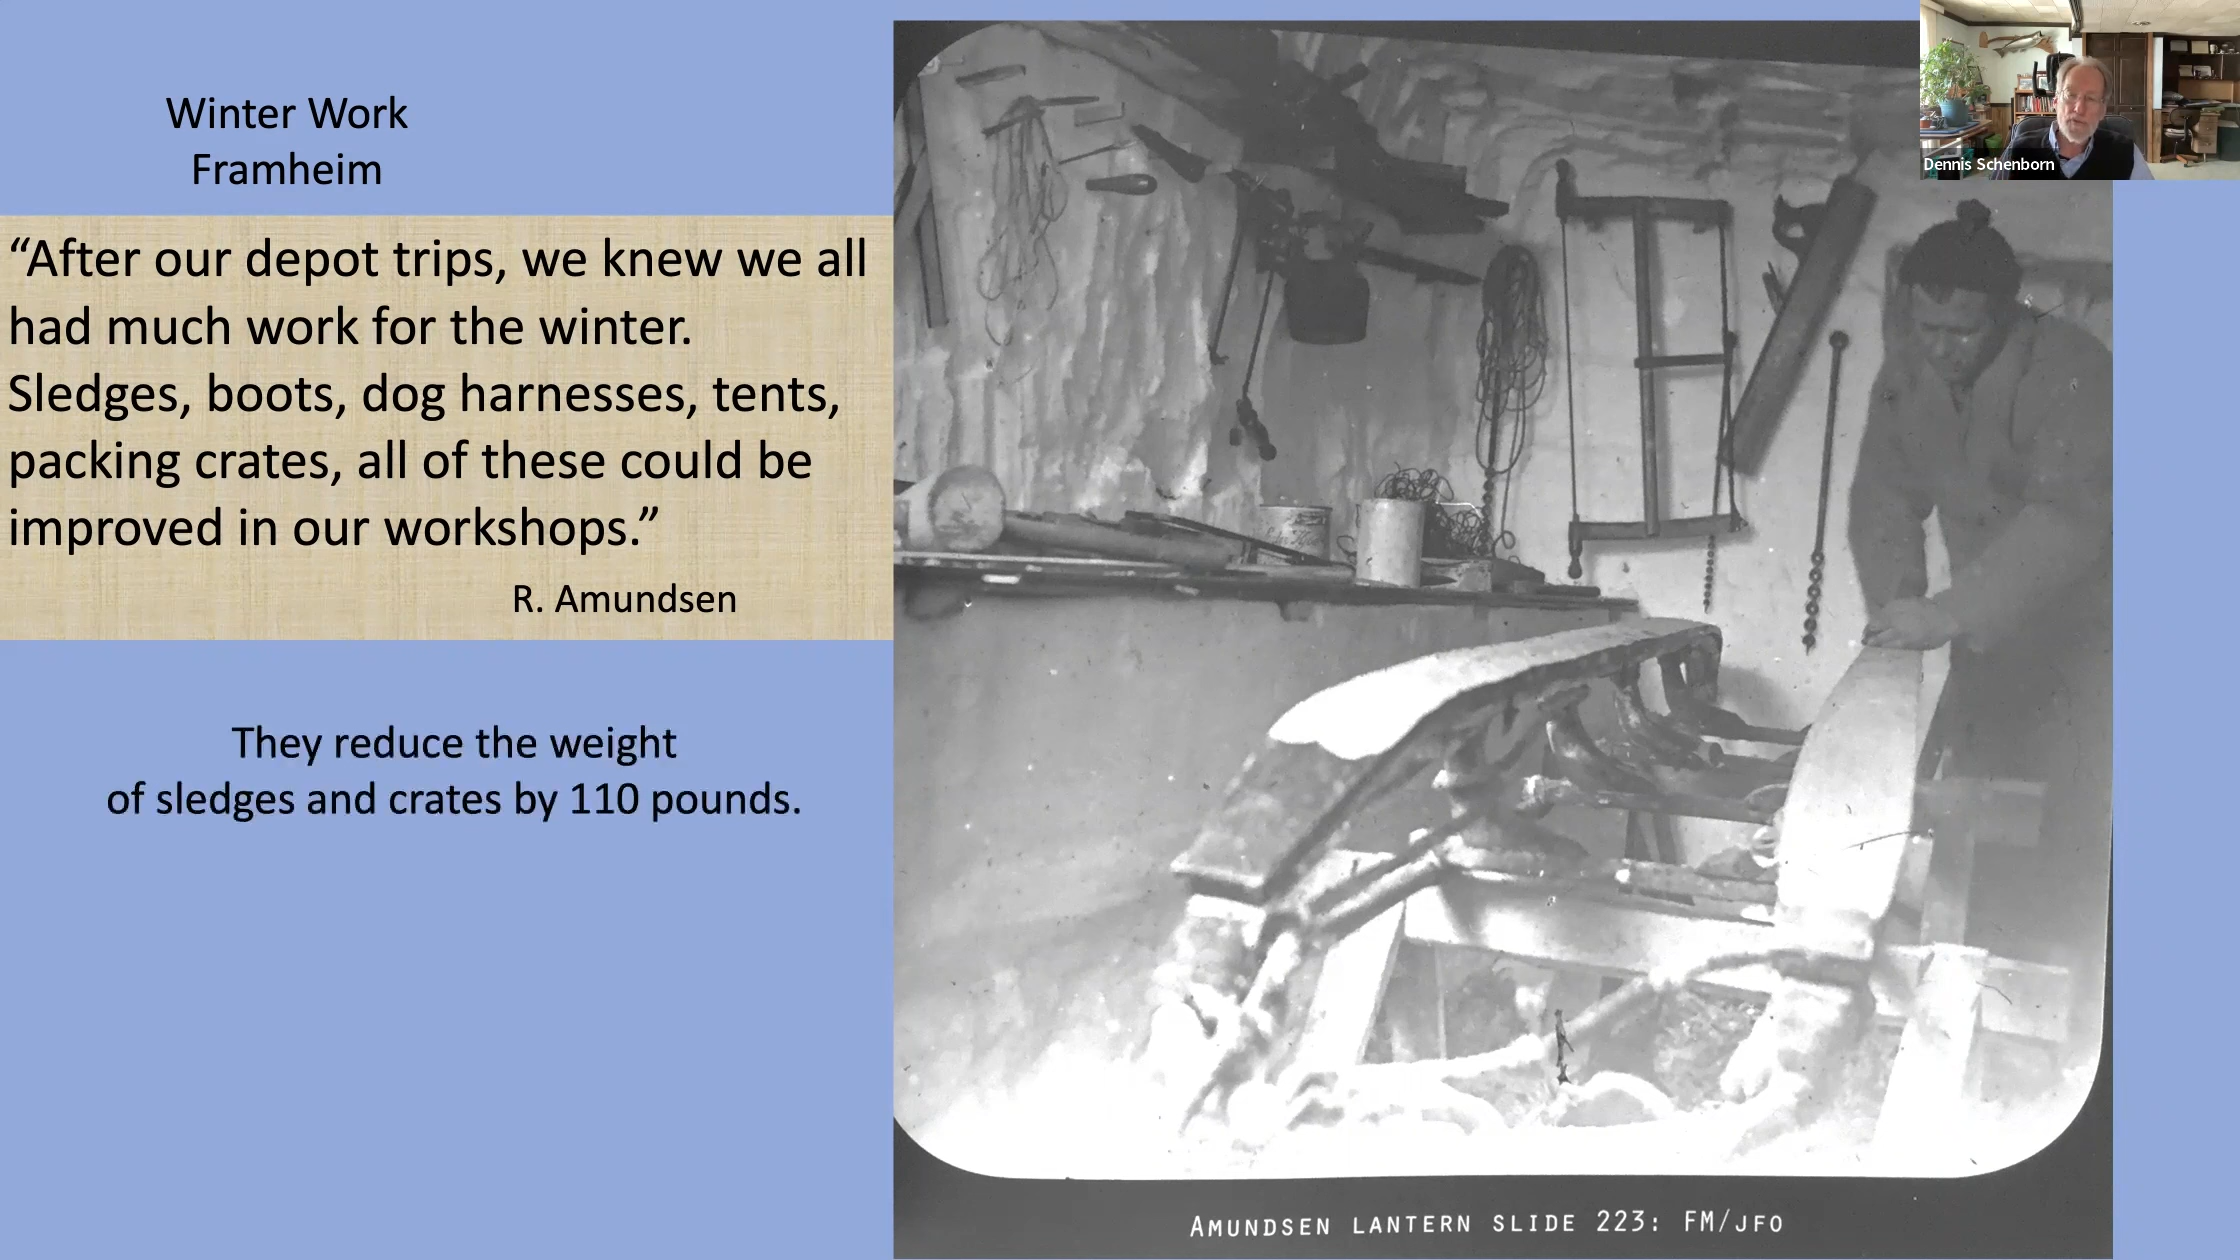 Winter Work
Framheim
“After our depot trips, we knew we all
had much work for the winter.
Sledges, boots, dog harnesses, tents,
packing crates, all of these could be
improved in our workshops.”
R. Amundsen
They reduce the weight
of sledges and crates by 110 pounds.
Dennis Schenborn
AMUNDSEN LANTERN SLIDE 223: FM/JFO